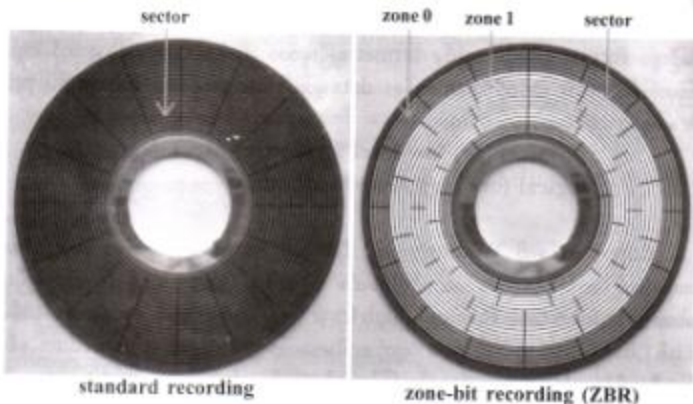 sector
zone 0 zone 1 sector
standard recording
zone-bit recording (ZBR)